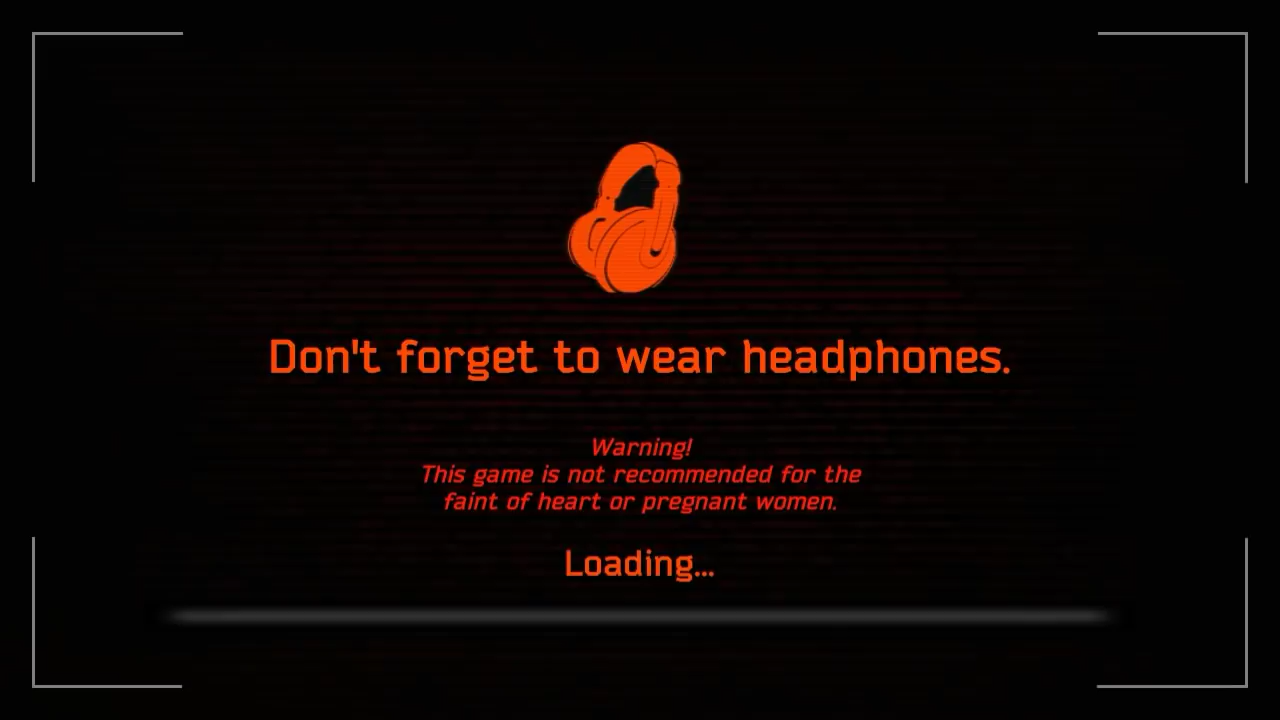 Don't forget to wear headphones.
Warning!
This game is not recommended for the
faint of heart or pregnant women.
Loading...